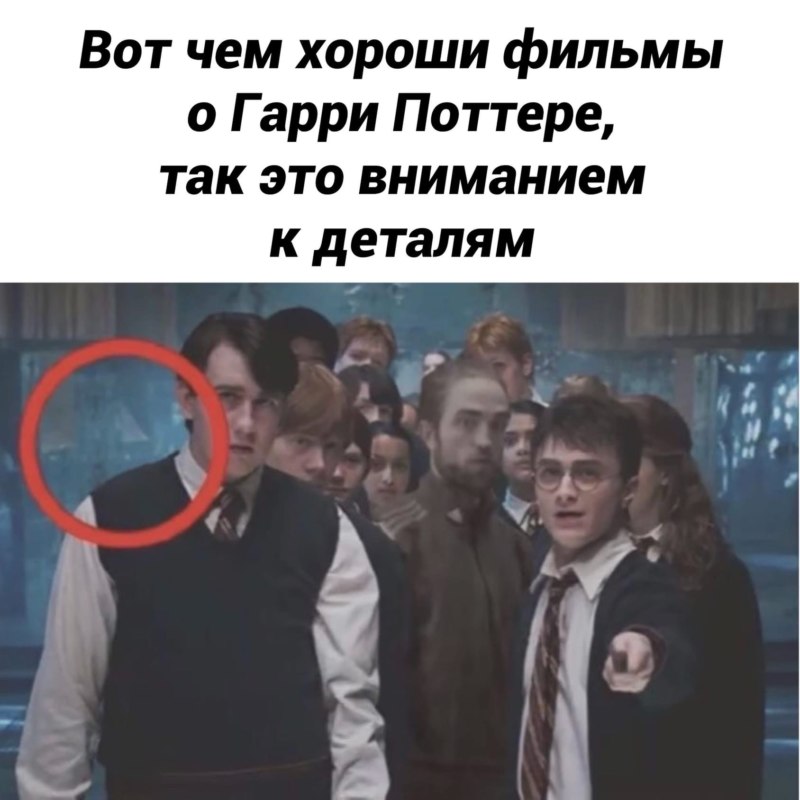 Вот чем хороши фильмы
о Гарри Поттере,
так это вниманием
к деталям